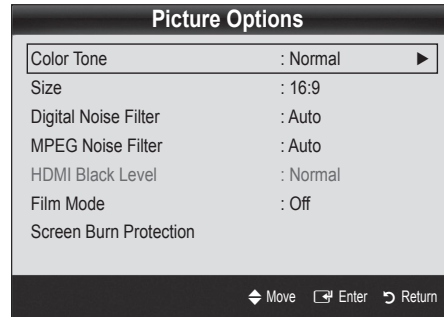 Picture Options
Color Tone : Normal ►
Size : 16:9
Digital Noise Filter : Auto
MPEG Noise Filter : Auto
HDMI Black Level : Normal
Film Mode : Off
Screen Burn Protection
Move Enter Return